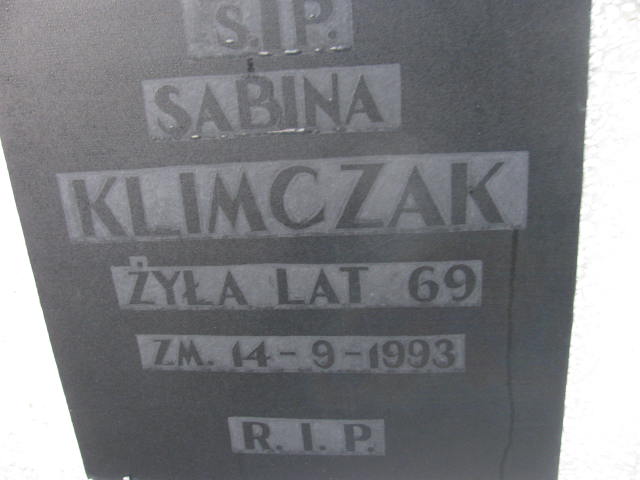 Ś.†P.
SABINA
KLIMCZAK
ŻYŁA LAT 69
ZM. 14-9-1993
R.I.P.